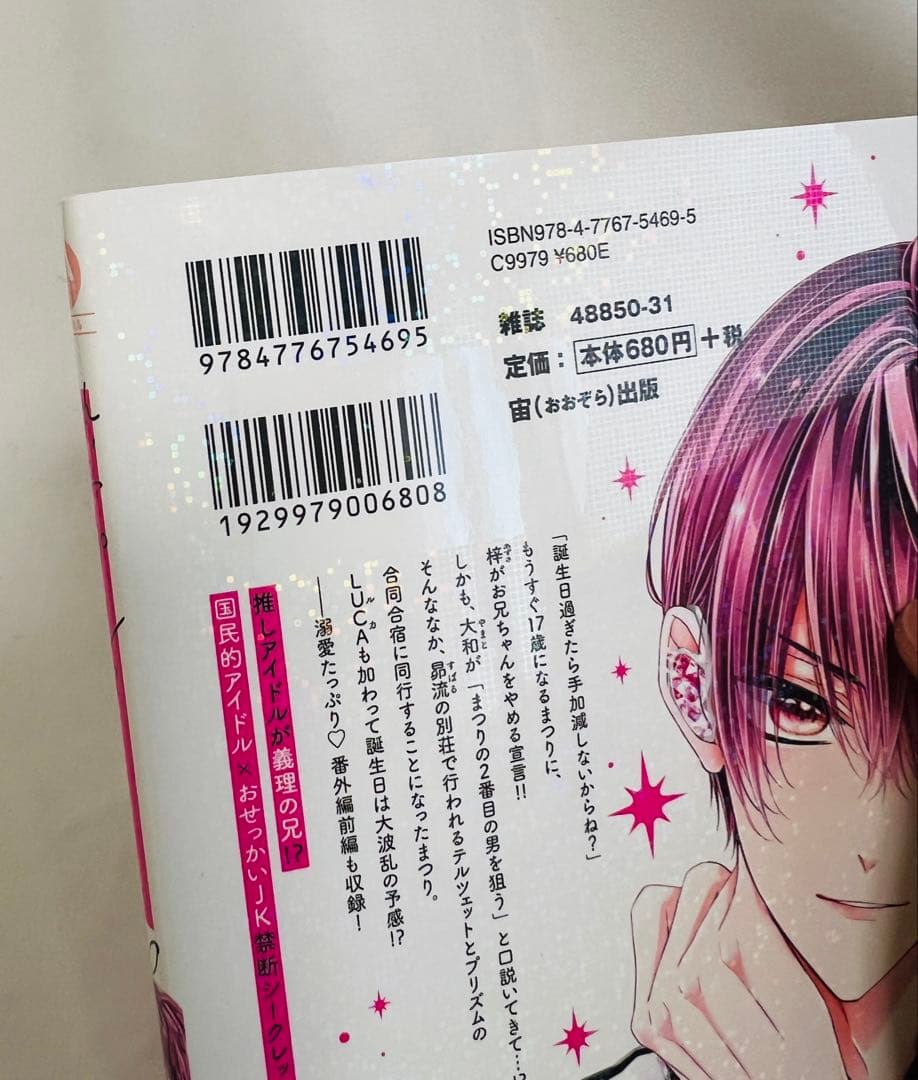 9784776754695
ISBN978-4-7767-5469-5
C9979 ¥680E
雑誌 48850-31
定価：本体680円＋税
宙(おおぞら)出版
1929979006808
「誕生日過ぎたら手加減しないからね？」
もうすぐ17歳になるまつりに、
梓がお兄ちゃんをやめる宣言!!
しかも、大和が「まつりの2番目の男を狙う」と口説いてきて…!?
そんななか、昴流の別荘で行われるテルツェットとプリズムの
合同合宿に同行することになったまつり。
LUCAも加わって誕生日は大波乱の予感!?
――溺愛たっぷり♡番外編前編も収録！
推しアイドルが義理の兄!?
国民的アイドル×おせっかいJK禁断シークレッ